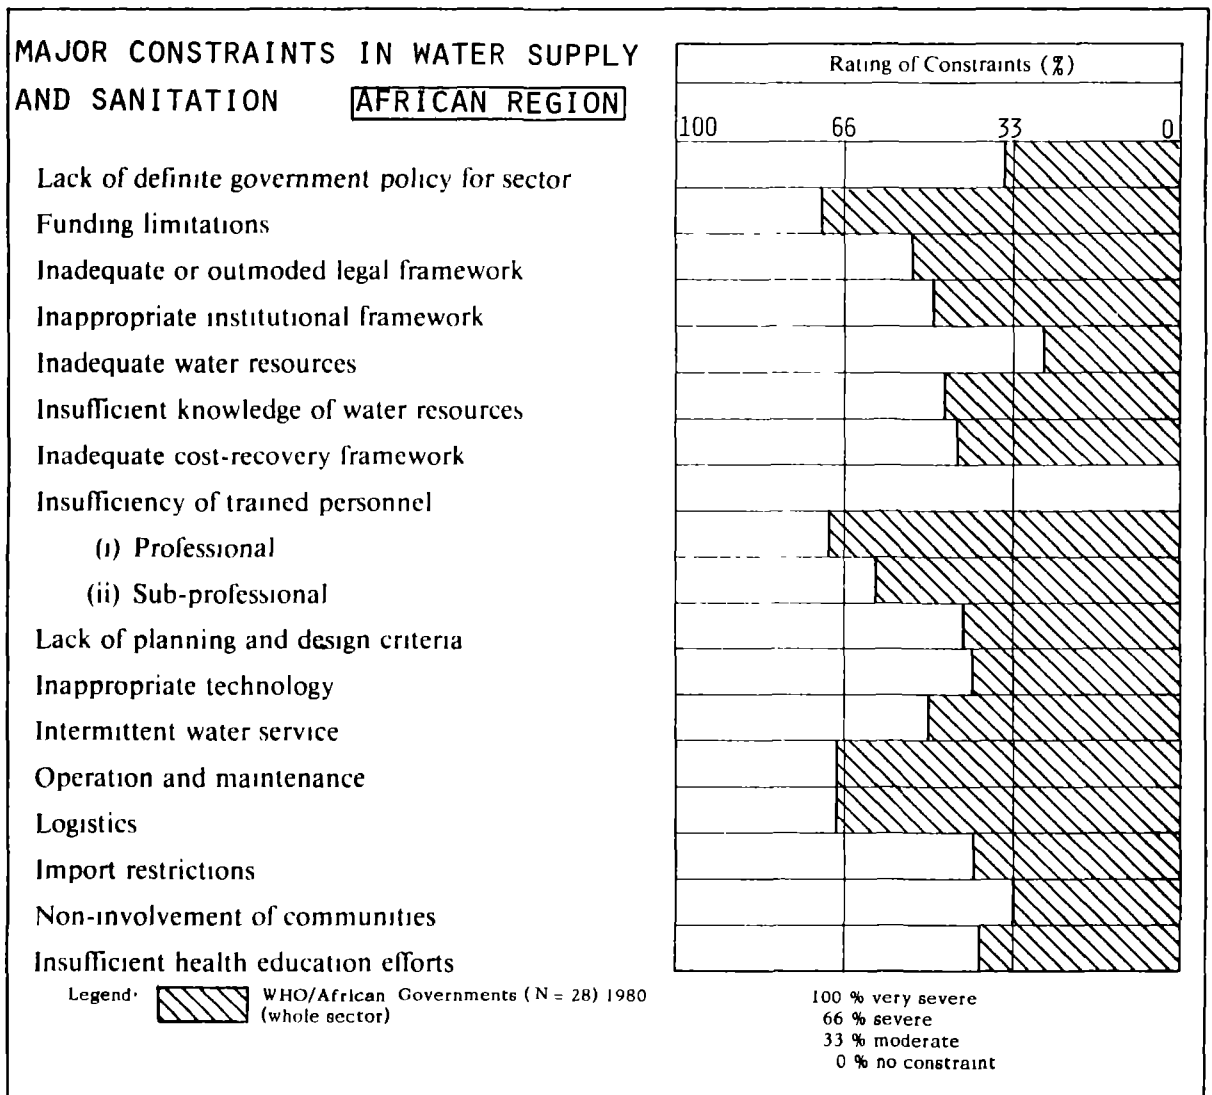 MAJOR CONSTRAINTS IN WATER SUPPLY
AND SANITATION AFRICAN REGION
Rating of Constraints (%)
100 66 33 0
Lack of definite government policy for sector
Funding limitations
Inadequate or outmoded legal framework
Inappropriate institutional framework
Inadequate water resources
Insufficient knowledge of water resources
Inadequate cost-recovery framework
Insufficiency of trained personnel
(i) Professional
(ii) Sub-professional
Lack of planning and design criteria
Inappropriate technology
Intermittent water service
Operation and maintenance
Logistics
Import restrictions
Non-involvement of communities
Insufficient health education efforts
Legend: WHO/African Governments (N = 28) 1980
(whole sector)
100 % very severe
66 % severe
33 % moderate
0 % no constraint